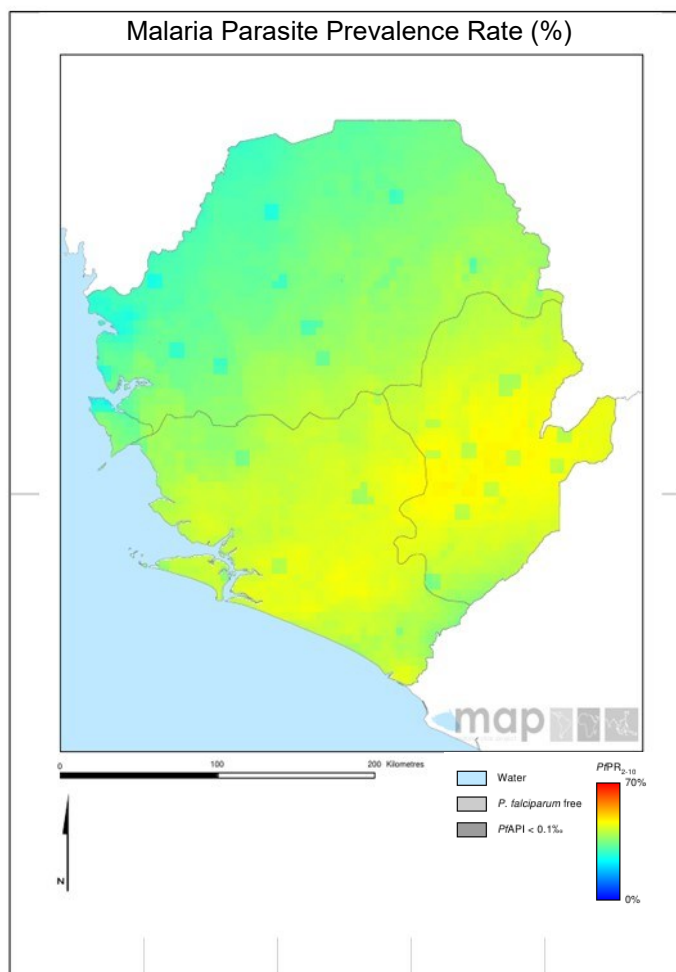 Malaria Parasite Prevalence Rate (%)
map
0 100 200 Kilometres
Water
P. falciparum free
PfAPI < 0.1‰
PfPR2-10
70%
0%
N